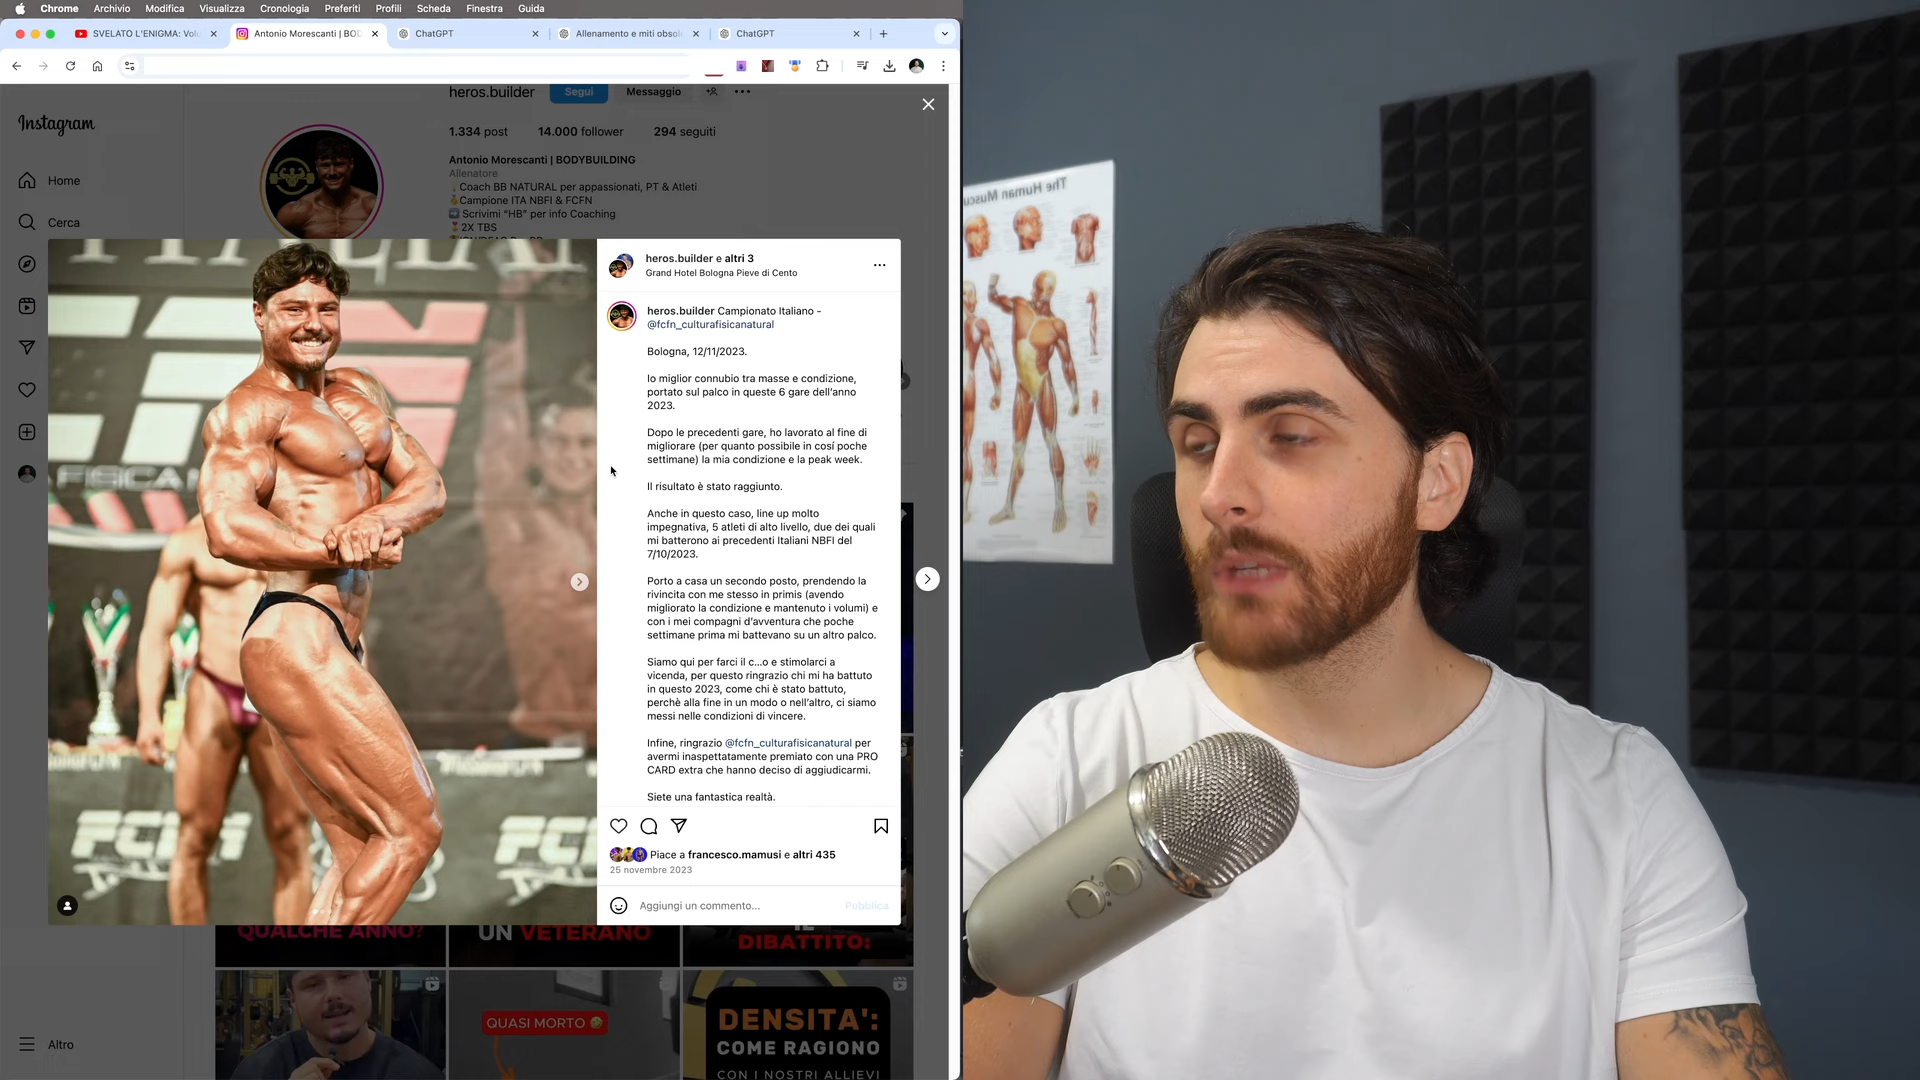 Chrome Archivio Modifica Visualizza Cronologia Preferiti Profili Scheda Finestra Guida
SVELATO L'ENIGMA: Volu
Antonio Morescanti | BOD
ChatGPT
Allenamento e miti obsole
ChatGPT
heros.builder Segui Messaggio
Instagram
1.334 post 14.000 follower 294 seguiti
Antonio Morescanti | BODYBUILDING
Allenatore
Coach BB NATURAL per appassionati, PT & Atleti
Campione ITA NBFI & FCFN
Scrivimi “HB” per info Coaching
2X TBS
Home
Cerca
heros.builder e altri 3
Grand Hotel Bologna Pieve di Cento
heros.builder Campionato Italiano -
@fcfn_culturafisicanatural
Bologna, 12/11/2023.
Io miglior connubio tra masse e condizione,
portato sul palco in queste 6 gare dell'anno
2023.
Dopo le precedenti gare, ho lavorato al fine di
migliorare (per quanto possibile in cosí poche
settimane) la mia condizione e la peak week.
Il risultato è stato raggiunto.
Anche in questo caso, line up molto
impegnativa, 5 atleti di alto livello, due dei quali
mi batterono ai precedenti Italiani NBFI del
7/10/2023.
Porto a casa un secondo posto, prendendo la
rivincita con me stesso in primis (avendo
migliorato la condizione e mantenuto i volumi) e
con i mei compagni d'avventura che poche
settimane prima mi battevano su un altro palco.
Siamo qui per farci il c...o e stimolarci a
vicenda, per questo ringrazio chi mi ha battuto
in questo 2023, come chi è stato battuto,
perchè alla fine in un modo o nell'altro, ci siamo
messi nelle condizioni di vincere.
Infine, ringrazio @fcfn_culturafisicanatural per
avermi inaspettatamente premiato con una PRO
CARD extra che hanno deciso di aggiudicarmi.
Siete una fantastica realtà.
Piace a francesco.mamusi e altri 435
25 novembre 2023
Aggiungi un commento...
Pubblica
QUALCHE ANNO?
UN VETERANO
IL
DIBATTITO:
QUASI MORTO
DENSITA':
COME RAGIONO
CON I NOSTRI ALLIEVI
Altro
The Human Muscu